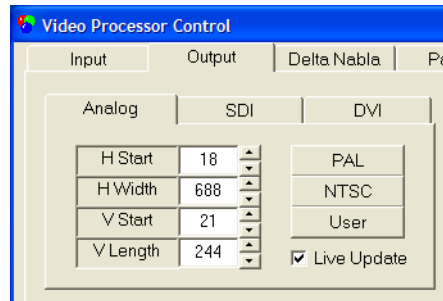 Video Processor Control
Input Output Delta Nabla
Analog SDI DVI
H Start 18 PAL
H Width 688 NTSC
V Start 21 User
V Length 244 Live Update